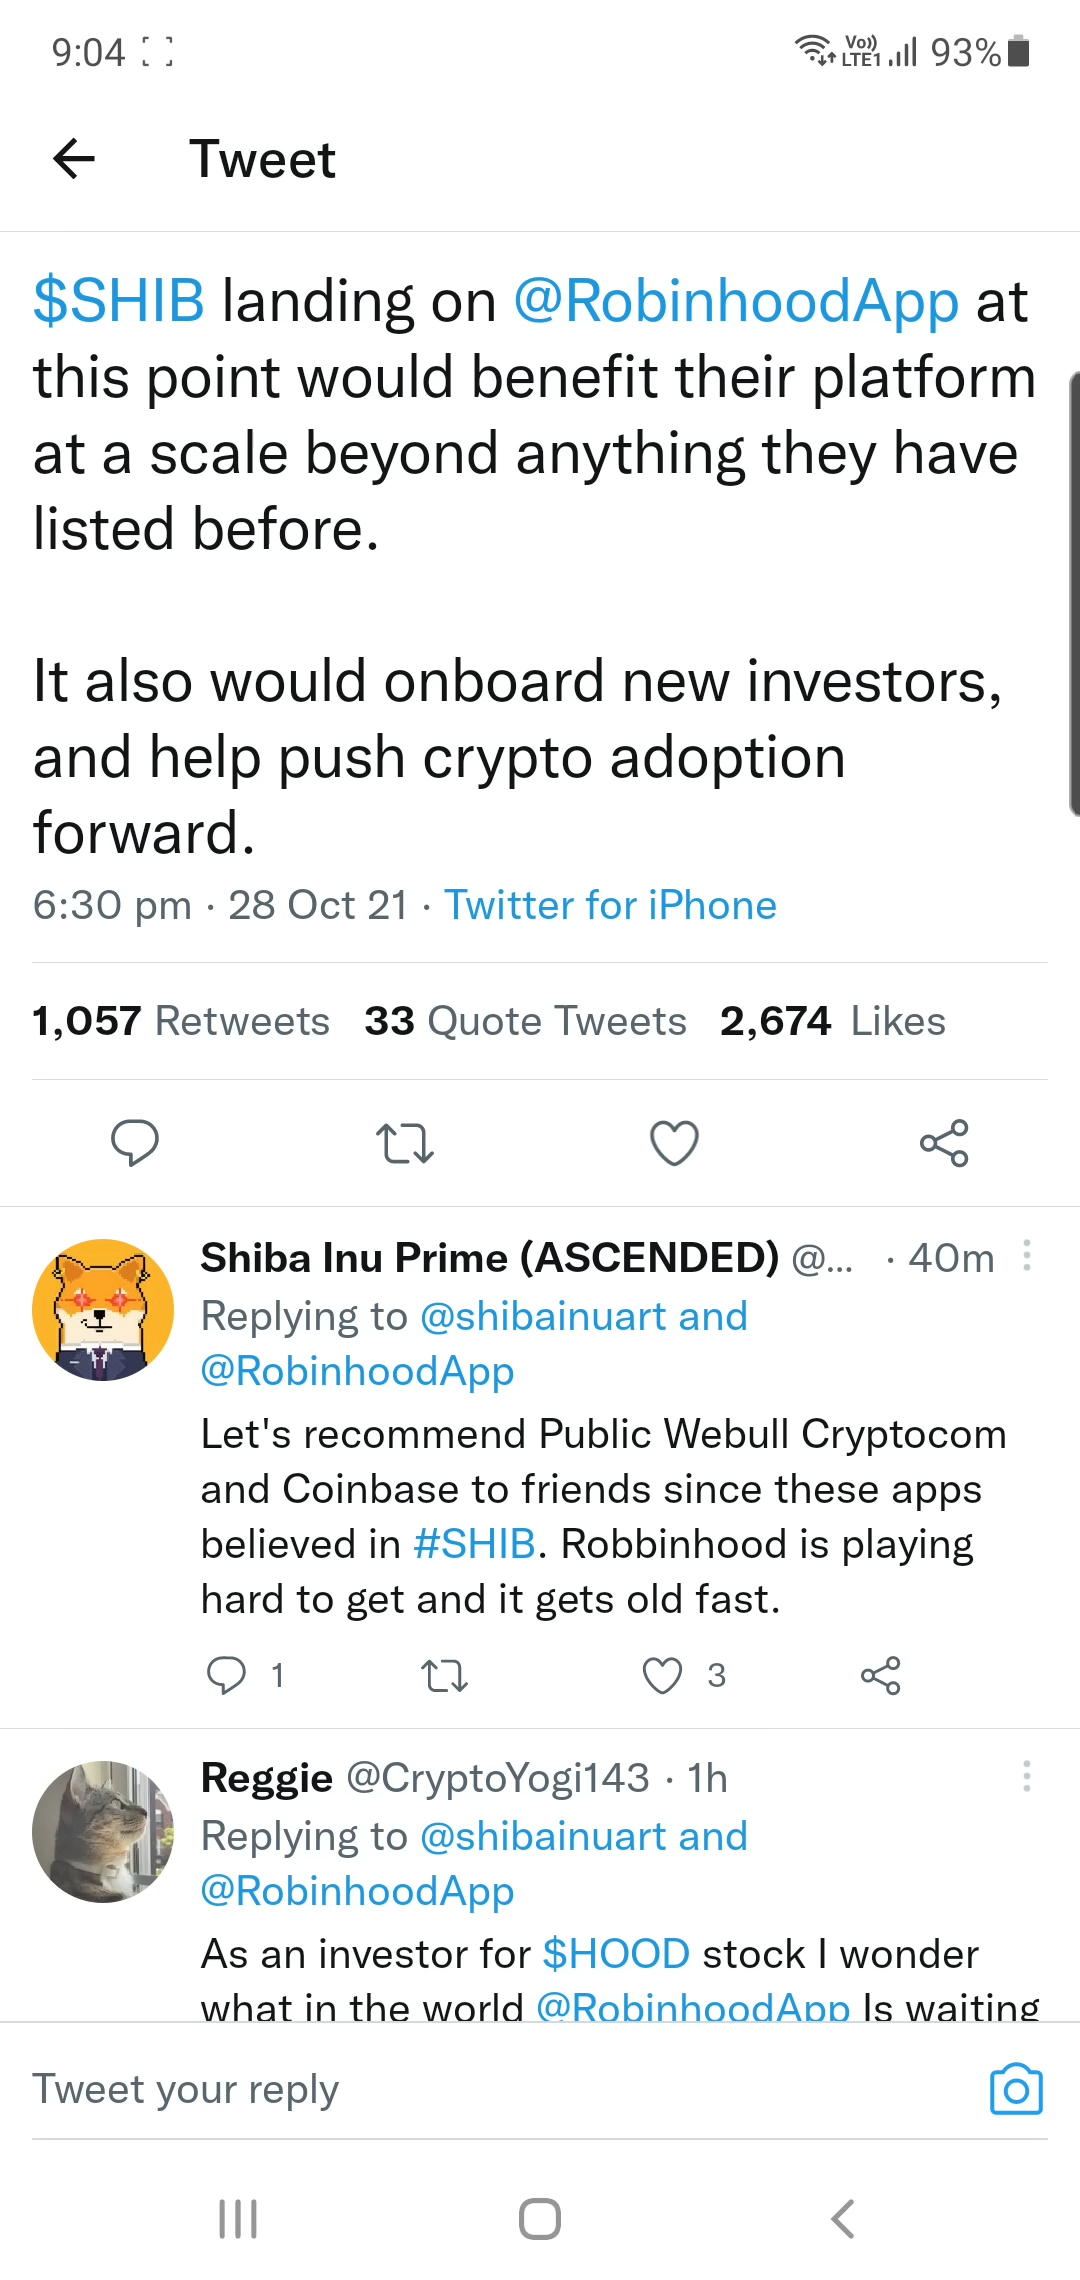 9:04
Vo)) LTE1 93%
Tweet
$SHIB landing on @RobinhoodApp at
this point would benefit their platform
at a scale beyond anything they have
listed before.
It also would onboard new investors,
and help push crypto adoption
forward.
6:30 pm · 28 Oct 21 · Twitter for iPhone
1,057 Retweets 33 Quote Tweets 2,674 Likes
Shiba Inu Prime (ASCENDED) @... · 40m
Replying to @shibainuart and
@RobinhoodApp
Let's recommend Public Webull Cryptocom
and Coinbase to friends since these apps
believed in #SHIB. Robbinhood is playing
hard to get and it gets old fast.
1 3
Reggie @CryptoYogi143 · 1h
Replying to @shibainuart and
@RobinhoodApp
As an investor for $HOOD stock I wonder
what in the world @RobinhoodApp Is waiting
Tweet your reply